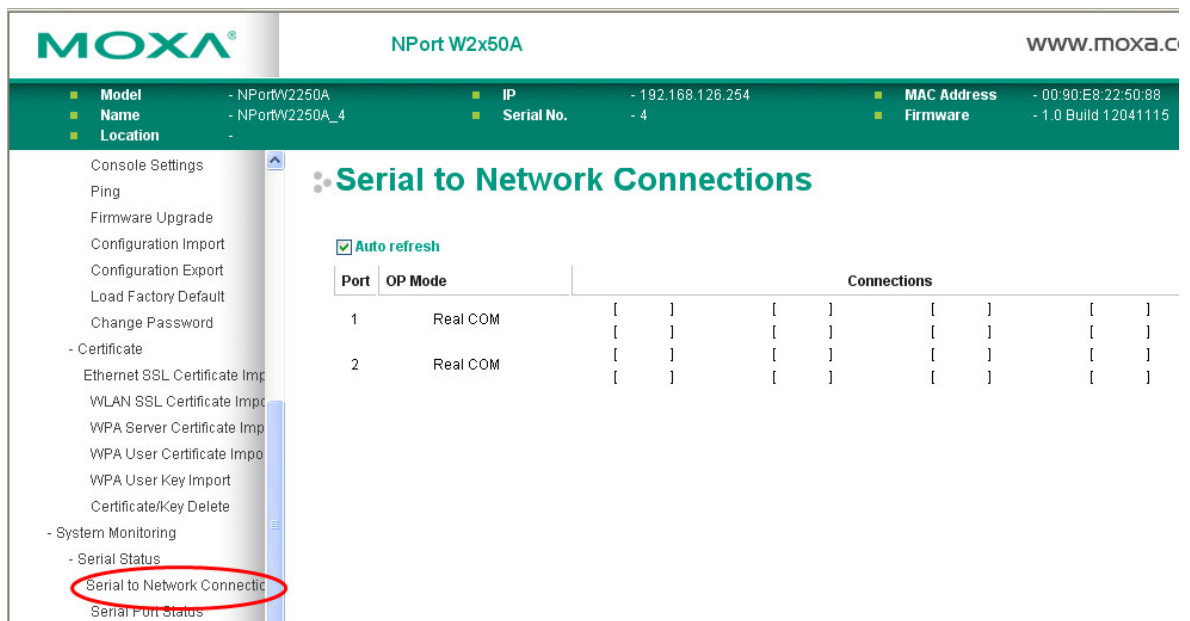 MOXA®
NPort W2x50A
www.moxa.c
Model - NPortW2250A
IP - 192.168.126.254
MAC Address - 00:90:E8:22:50:88
Name - NPortW2250A_4
Serial No. - 4
Firmware - 1.0 Build 12041115
Location -
Console Settings
Ping
Firmware Upgrade
Configuration Import
Configuration Export
Load Factory Default
Change Password
- Certificate
Ethernet SSL Certificate Imp
WLAN SSL Certificate Impo
WPA Server Certificate Imp
WPA User Certificate Impo
WPA User Key Import
Certificate/Key Delete
- System Monitoring
- Serial Status
Serial to Network Connectio
Serial Port Status
Serial to Network Connections
Auto refresh
Port OP Mode Connections
1 Real COM [ ] [ ] [ ] [ ]
[ ] [ ] [ ] [ ]
2 Real COM [ ] [ ] [ ] [ ]
[ ] [ ] [ ] [ ]